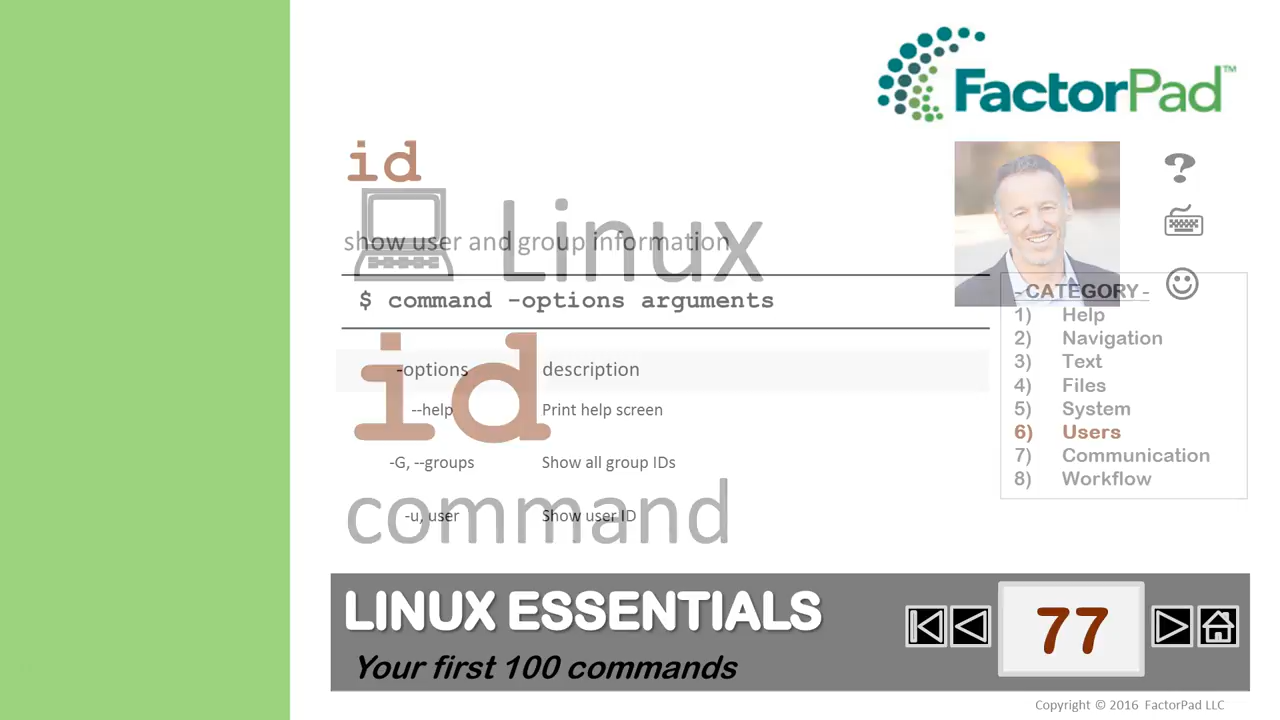 FactorPad™
id
Linux
show user and group information
$ command -options arguments
id
-options description
--help Print help screen
-G, --groups Show all group IDs
-u, user Show user ID
command
?
- CATEGORY -
1) Help
2) Navigation
3) Text
4) Files
5) System
6) Users
7) Communication
8) Workflow
LINUX ESSENTIALS
Your first 100 commands
77
Copyright © 2016 FactorPad LLC